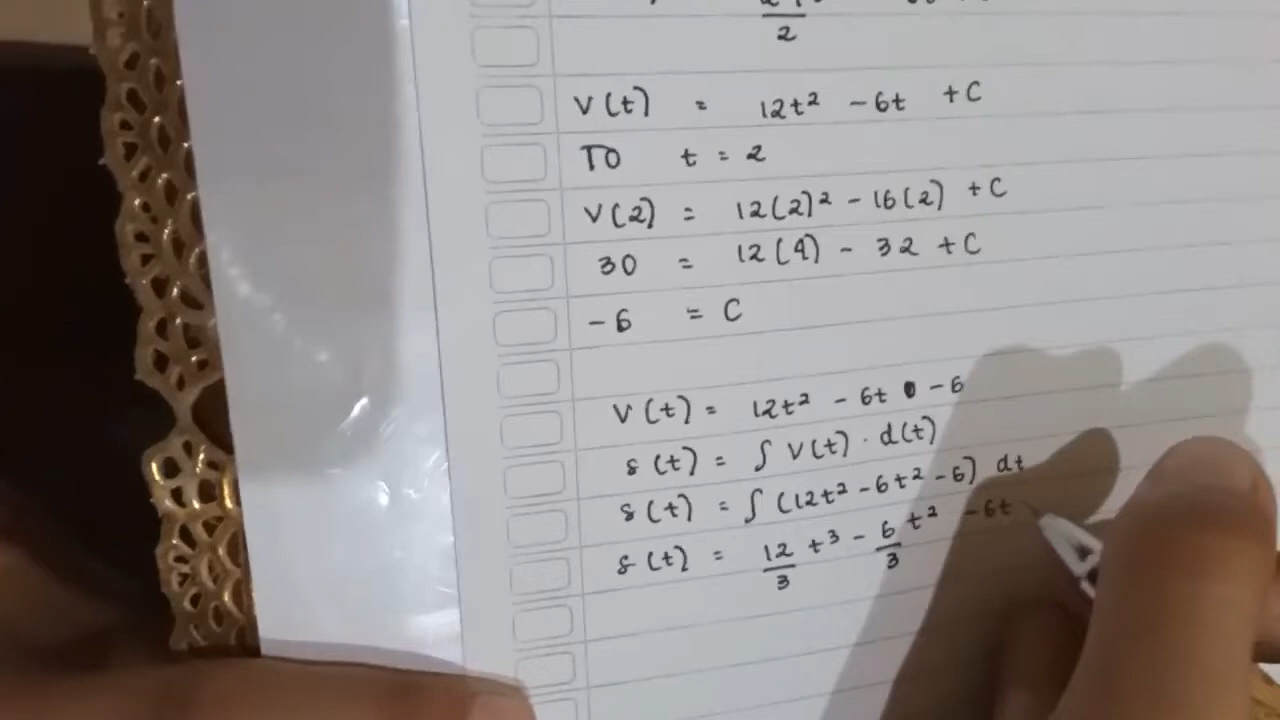 2
V(t) = 12t² - 6t + C
TO t = 2
V(2) = 12(2)² - 16(2) + C
30 = 12(4) - 32 + C
-6 = C
V(t) = 12t² - 6t - 6
s(t) = ∫ V(t) · d(t)
s(t) = ∫ (12t² - 6t² - 6) dt
s(t) = 12/3 t³ - 6/3 t² - 6t